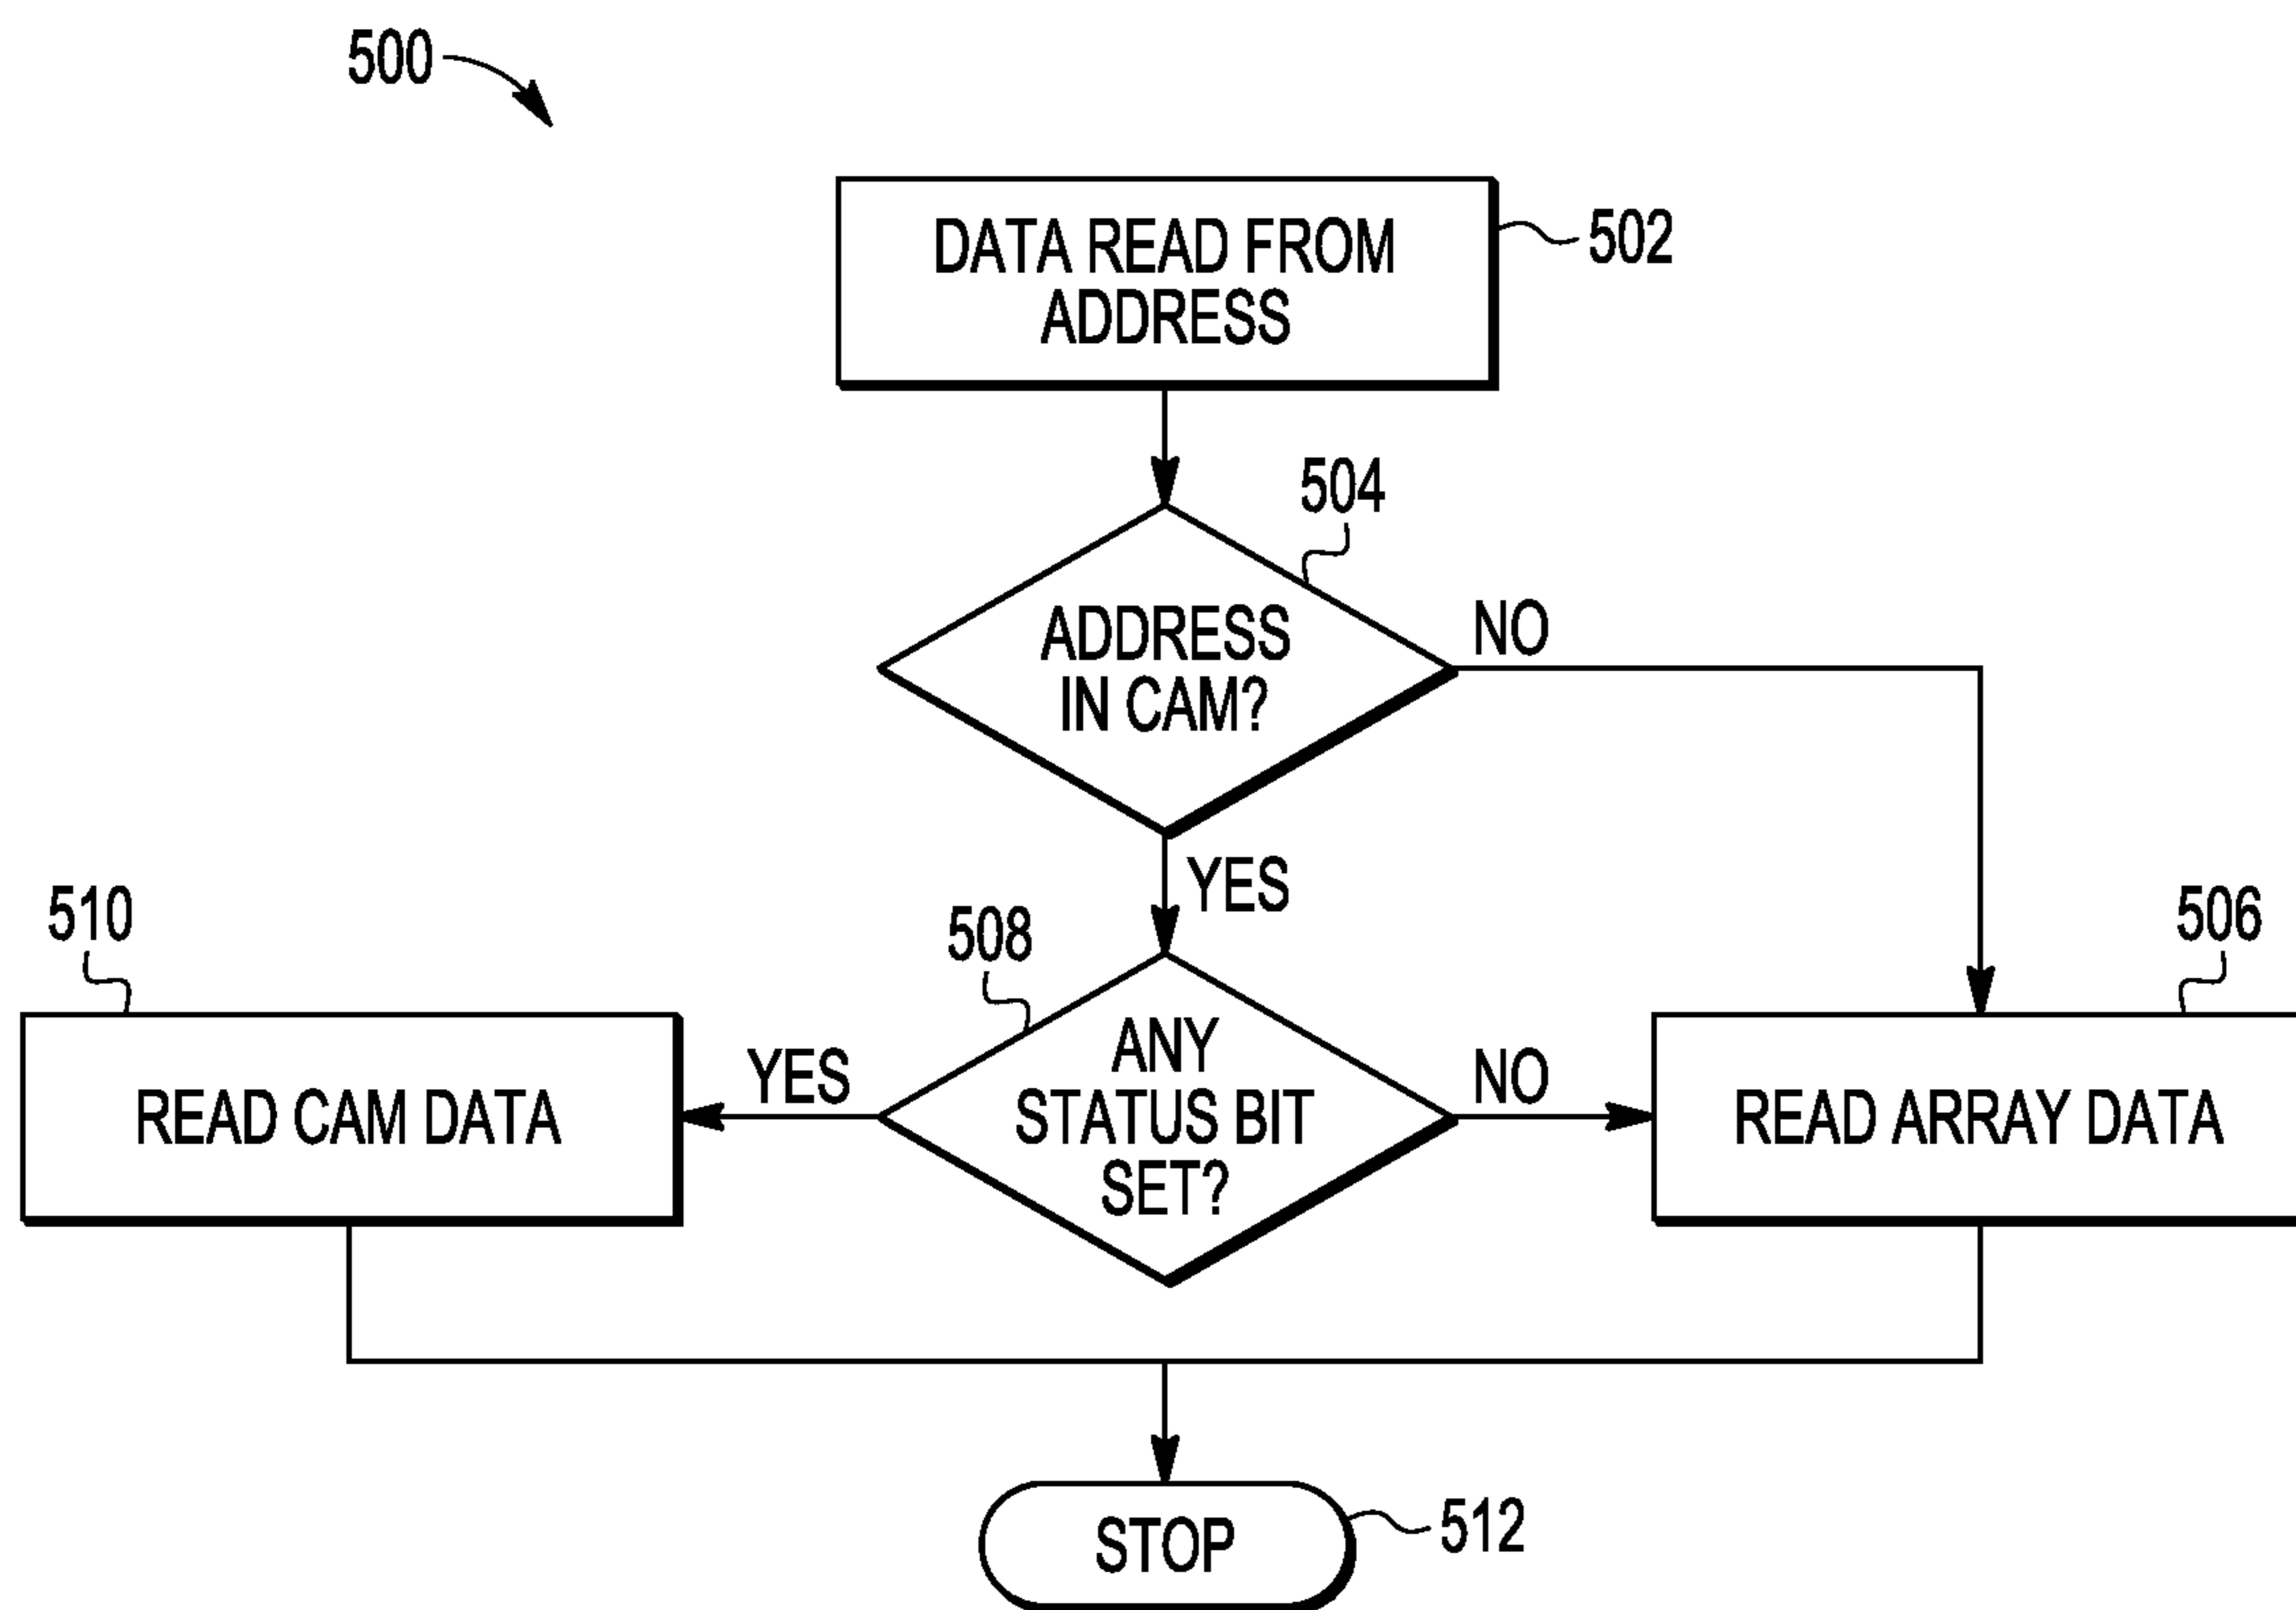 500
DATA READ FROM
ADDRESS
502
504
ADDRESS
IN CAM?
NO
YES
510
508
506
READ CAM DATA
YES
ANY
STATUS BIT
SET?
NO
READ ARRAY DATA
STOP
512